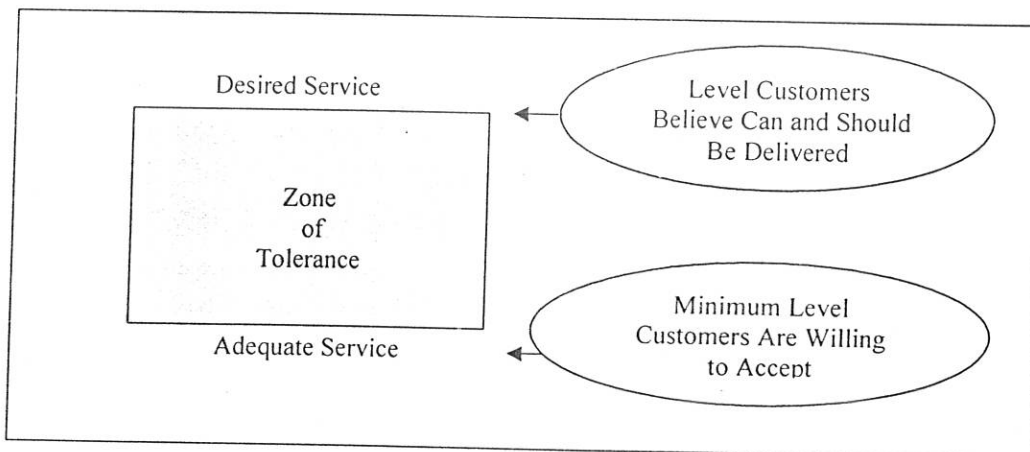 Desired Service
Level Customers
Believe Can and Should
Be Delivered
Zone
of
Tolerance
Adequate Service
Minimum Level
Customers Are Willing
to Accept